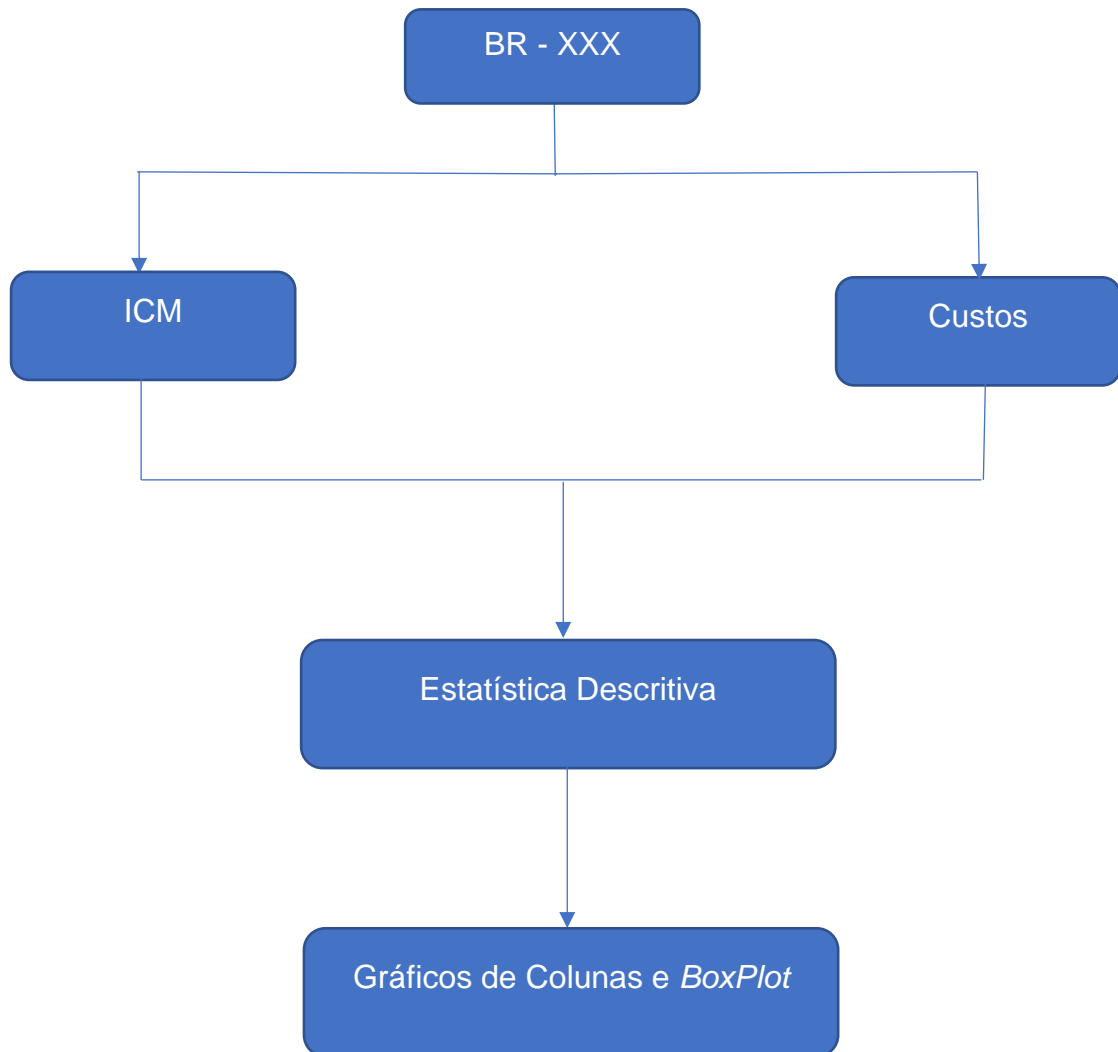 BR - XXX
ICM
Custos
Estatística Descritiva
Gráficos de Colunas e BoxPlot